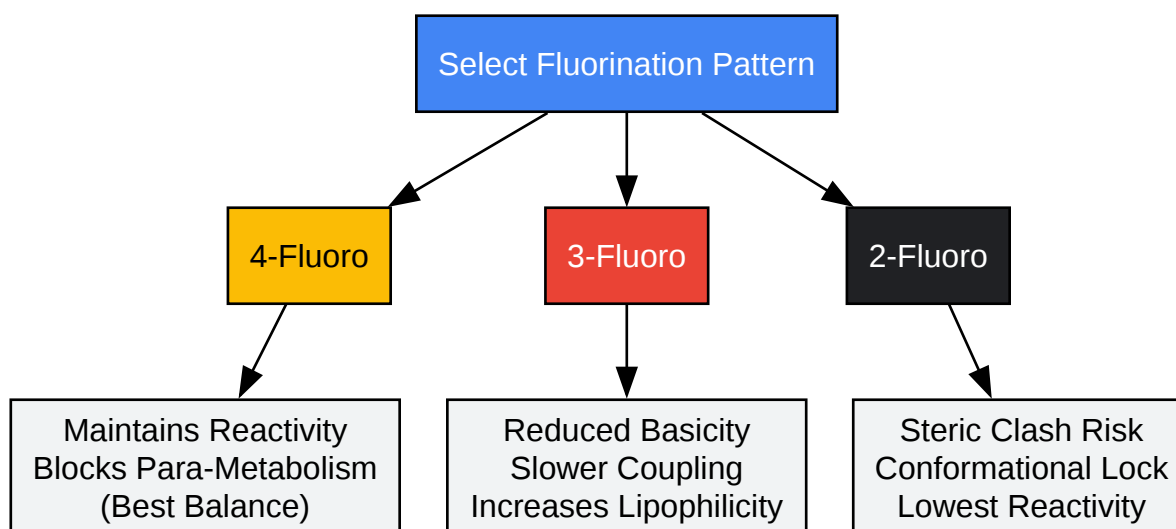 Select Fluorination Pattern
4-Fluoro
3-Fluoro
2-Fluoro
Maintains Reactivity
Blocks Para-Metabolism
(Best Balance)
Reduced Basicity
Slower Coupling
Increases Lipophilicity
Steric Clash Risk
Conformational Lock
Lowest Reactivity